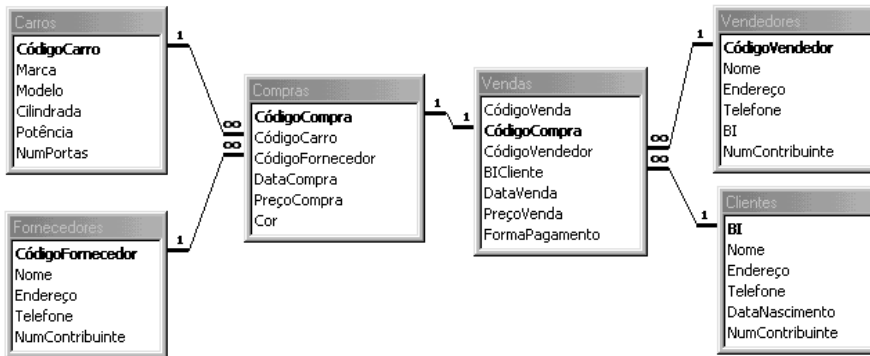 Carros
CódigoCarro
Marca
Modelo
Cilindrada
Potência
NumPortas
Fornecedores
CódigoFornecedor
Nome
Endereço
Telefone
NumContribuinte
1
∞
∞
1
Compras
CódigoCompra
CódigoCarro
CódigoFornecedor
DataCompra
PreçoCompra
Cor
1
1
Vendas
CódigoVenda
CódigoCompra
CódigoVendedor
BICliente
DataVenda
PreçoVenda
FormaPagamento
1
∞
∞
1
Vendedores
CódigoVendedor
Nome
Endereço
Telefone
BI
NumContribuinte
Clientes
BI
Nome
Endereço
Telefone
DataNascimento
NumContribuinte